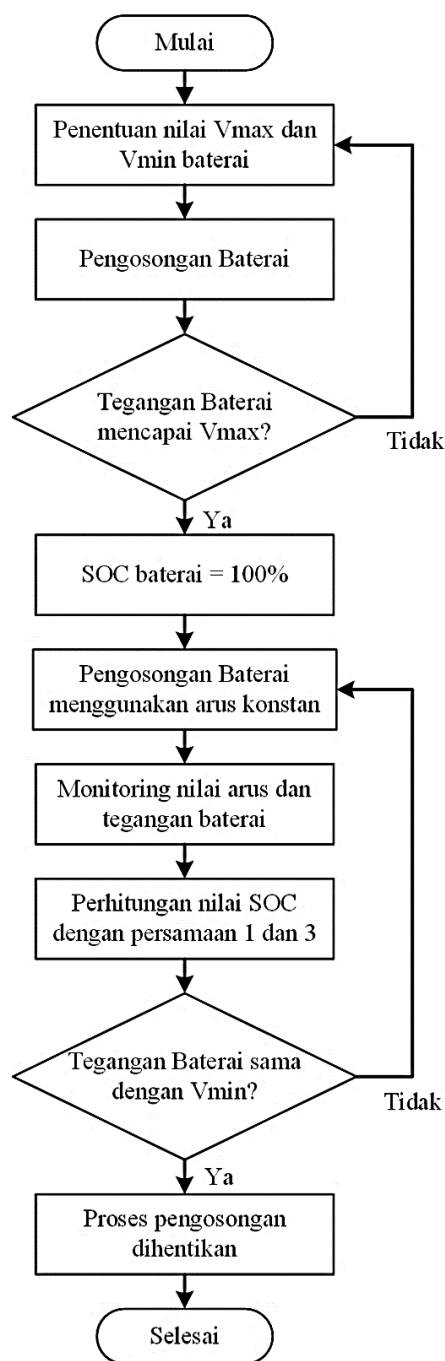 Mulai
Penentuan nilai Vmax dan
Vmin baterai
Pengosongan Baterai
Tegangan Baterai
mencapai Vmax?
Tidak
Ya
SOC baterai = 100%
Pengosongan Baterai
menggunakan arus konstan
Monitoring nilai arus dan
tegangan baterai
Perhitungan nilai SOC
dengan persamaan 1 dan 3
Tegangan Baterai sama
dengan Vmin?
Tidak
Ya
Proses pengosongan
dihentikan
Selesai